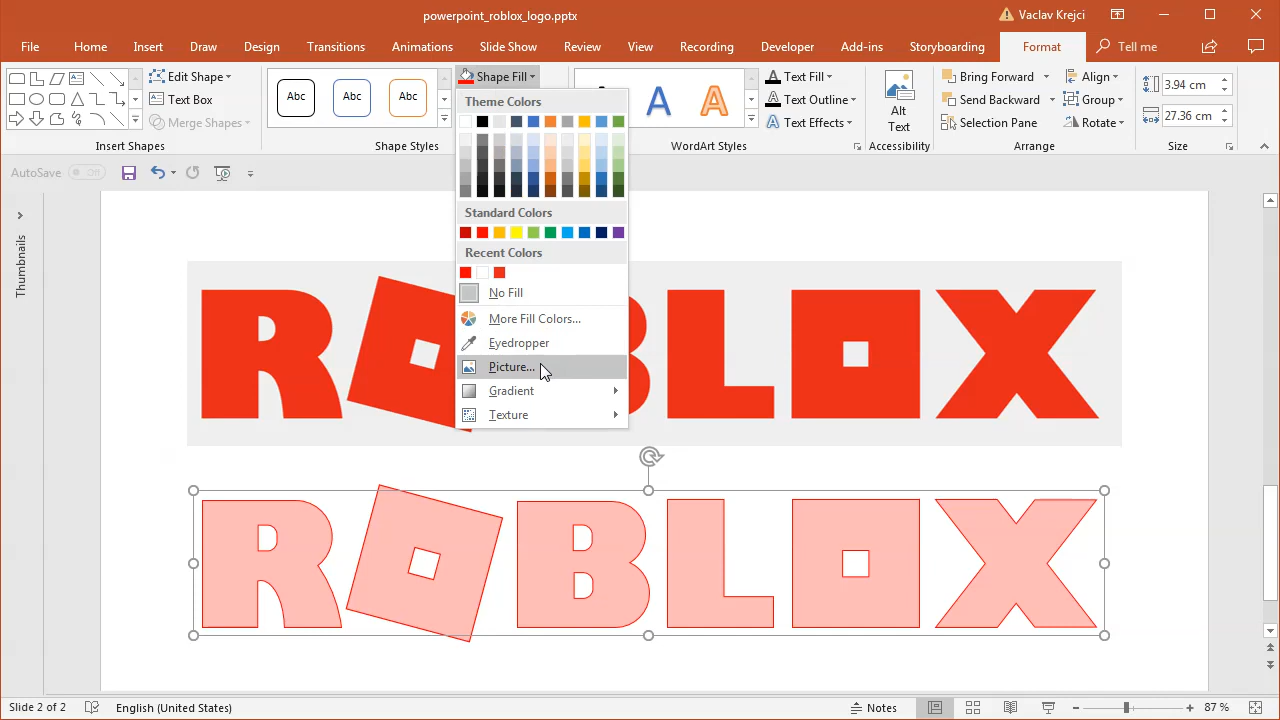 powerpoint_roblox_logo.pptx
Vaclav Krejci
File Home Insert Draw Design Transitions Animations Slide Show Review View Recording Developer Add-ins Storyboarding Format Tell me
Edit Shape
Text Box
Merge Shapes
Insert Shapes
Abc Abc Abc
Shape Styles
Shape Fill
Theme Colors
Standard Colors
Recent Colors
No Fill
More Fill Colors...
Eyedropper
Picture...
Gradient
Texture
A A
Text Fill
Text Outline
Text Effects
WordArt Styles
Alt
Text
Accessibility
Bring Forward
Send Backward
Selection Pane
Align
Group
Rotate
Arrange
3.94 cm
27.36 cm
Size
AutoSave Off
Thumbnails
ROBLOX
ROBLOX
Slide 2 of 2 English (United States) Notes 87 %